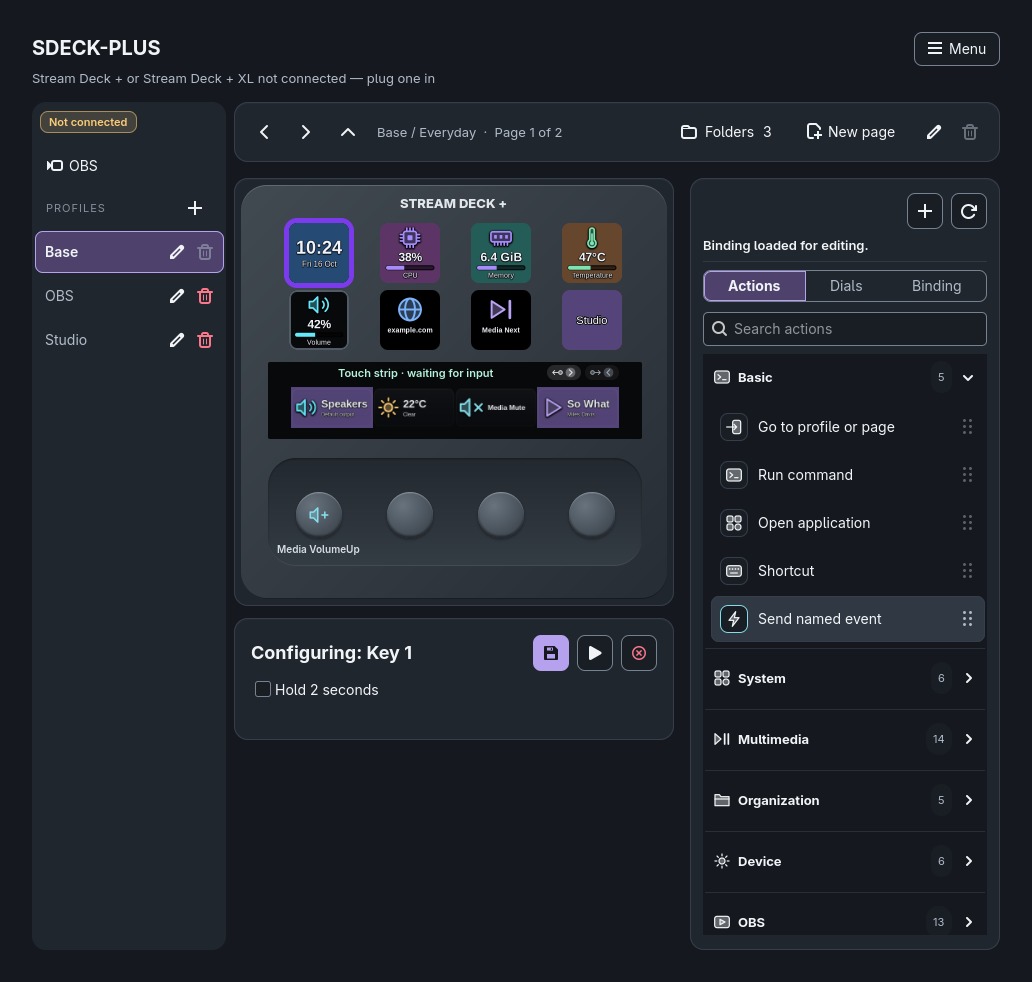 SDECK-PLUS
Menu
Stream Deck + or Stream Deck + XL not connected — plug one in
Not connected
OBS
PROFILES
Base
OBS
Studio
Base / Everyday · Page 1 of 2
Folders 3
New page
STREAM DECK +
10:24
Fri 16 Oct
38%
CPU
6.4 GiB
Memory
47°C
Temperature
42%
Volume
example.com
Media Next
Studio
Touch strip · waiting for input
Speakers
22°C
Clear
Media Mute
So What
Miles Davis
Media VolumeUp
Configuring: Key 1
Hold 2 seconds
Binding loaded for editing.
Actions
Dials
Binding
Search actions
Basic 5
Go to profile or page
Run command
Open application
Shortcut
Send named event
System 6
Multimedia 14
Organization 5
Device 6
OBS 13